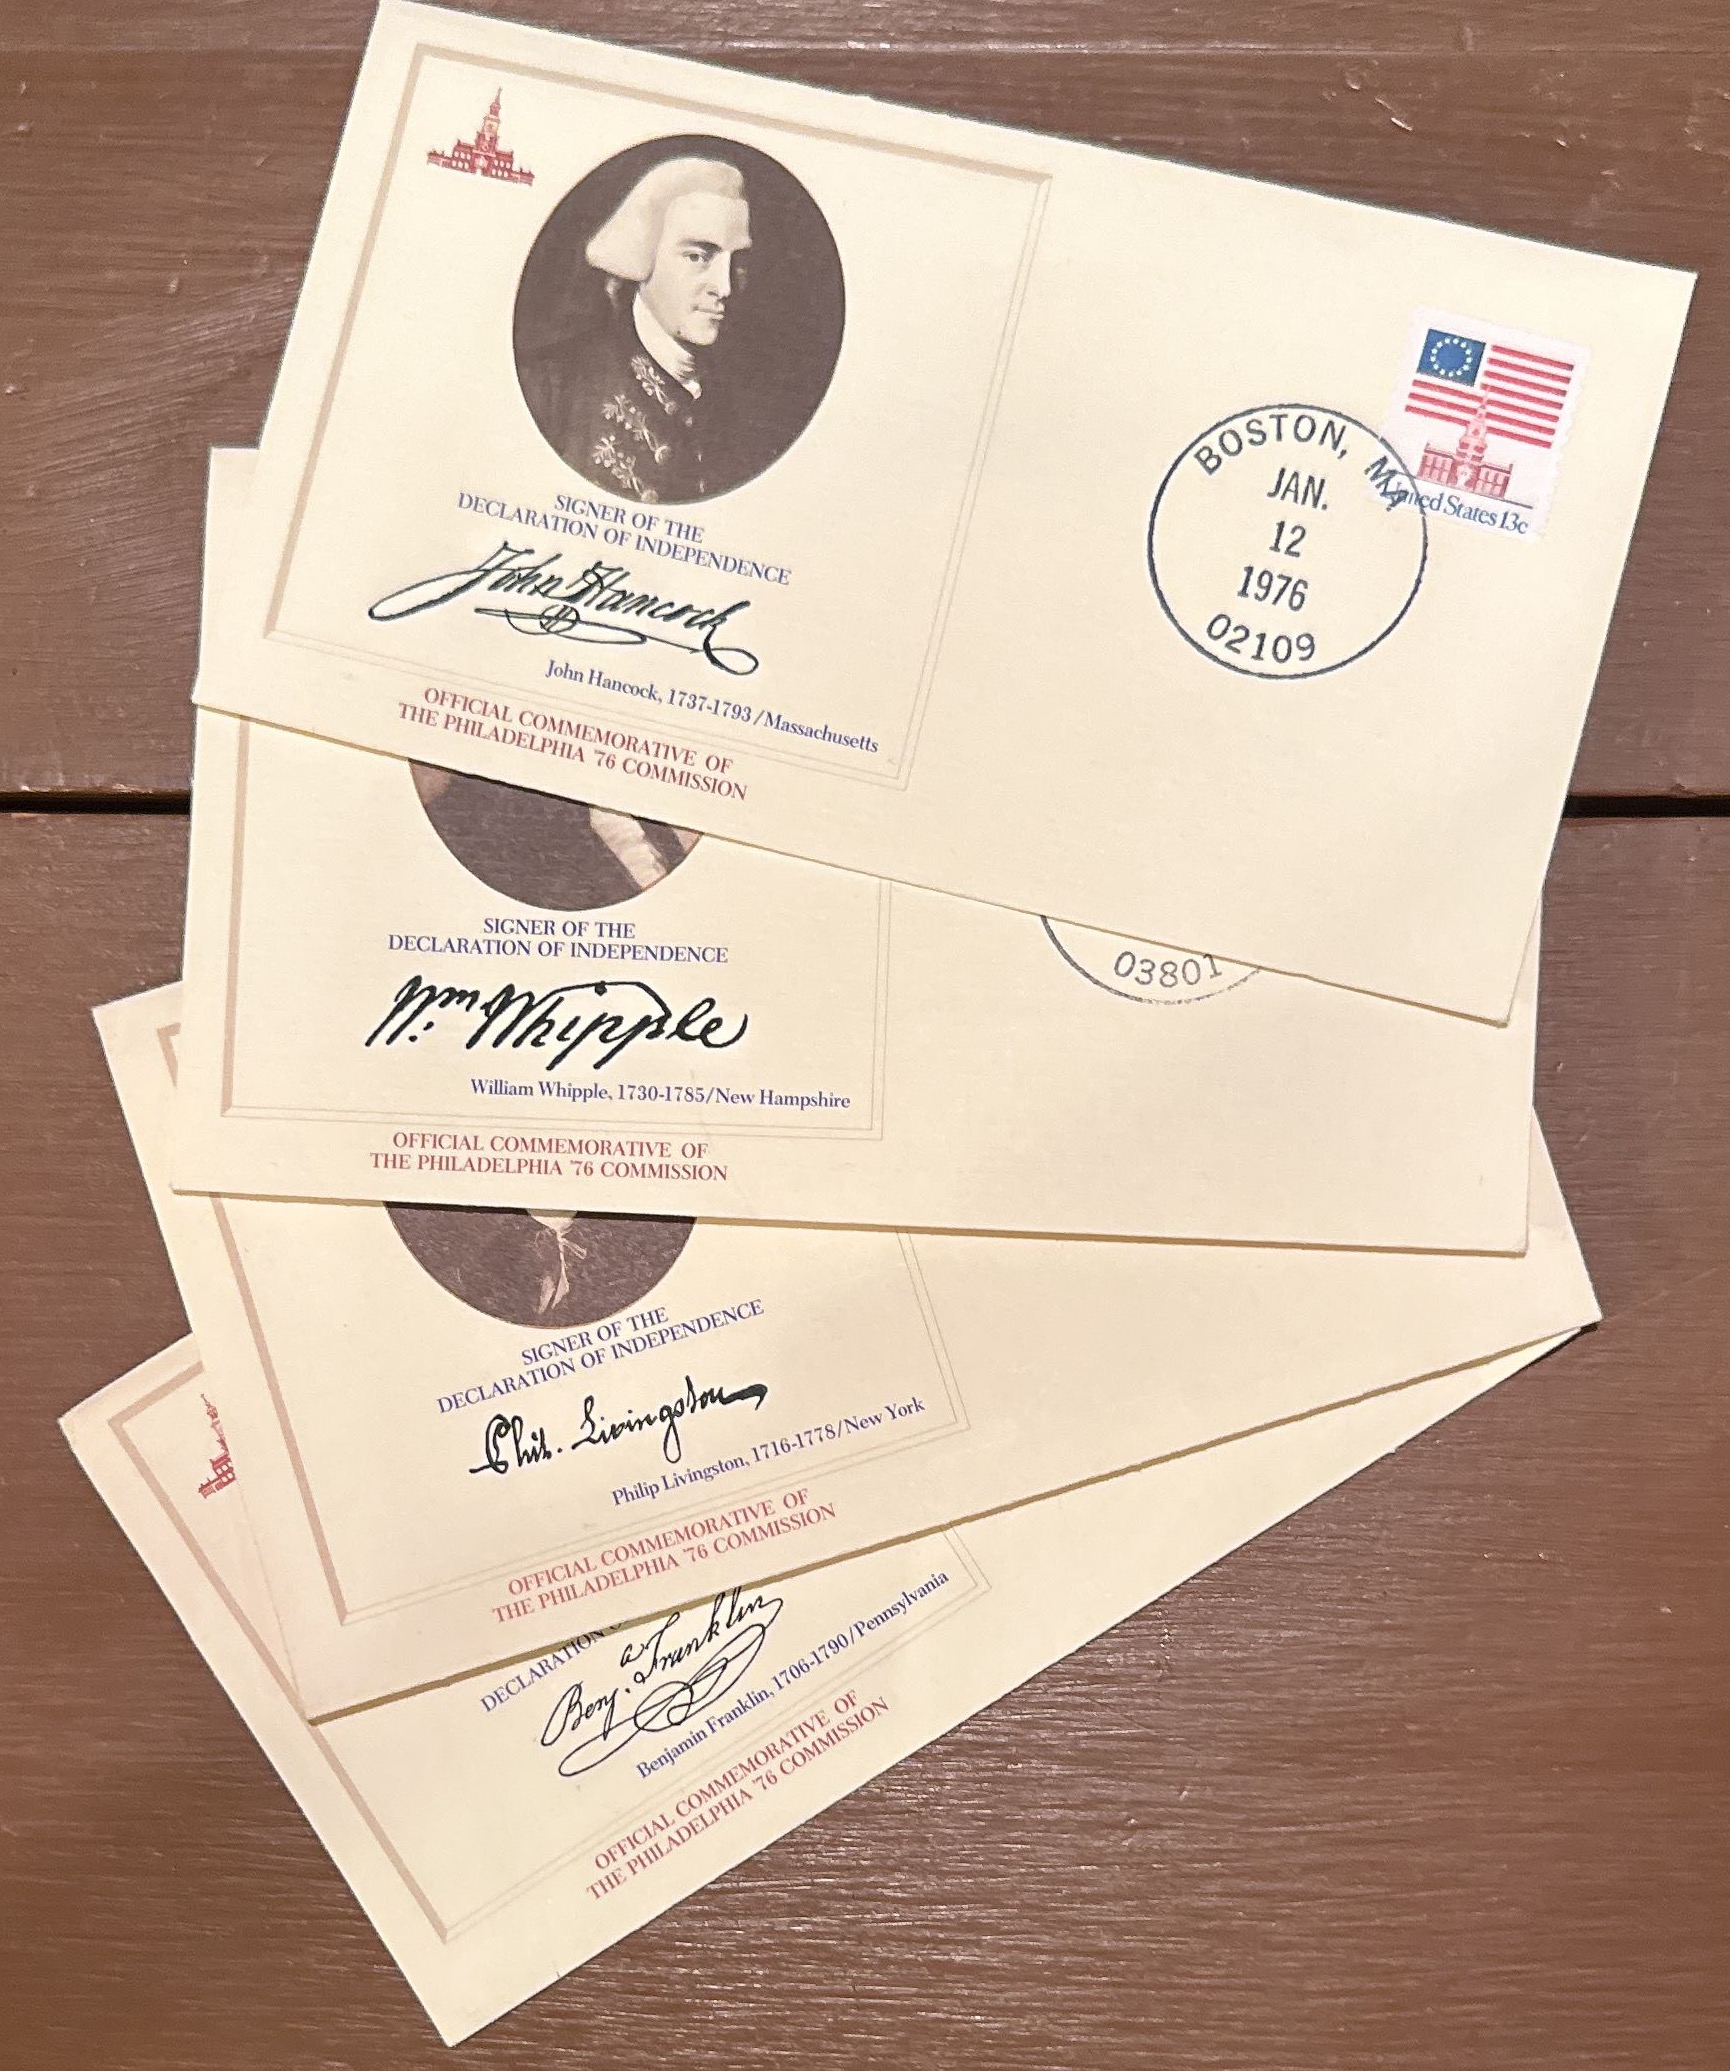 SIGNER OF THE
DECLARATION OF INDEPENDENCE
John Hancock
John Hancock, 1737-1793/Massachusetts
OFFICIAL COMMEMORATIVE OF
THE PHILADELPHIA '76 COMMISSION
BOSTON, MA
JAN.
12
1976
02109
United States 13c
SIGNER OF THE
DECLARATION OF INDEPENDENCE
Wm: Whipple
William Whipple, 1730-1785/New Hampshire
OFFICIAL COMMEMORATIVE OF
THE PHILADELPHIA '76 COMMISSION
03801
SIGNER OF THE
DECLARATION OF INDEPENDENCE
Phil. Livingston
Philip Livingston, 1716-1778/New York
OFFICIAL COMMEMORATIVE OF
THE PHILADELPHIA '76 COMMISSION
DECLARATION
Benj. Franklin
Benjamin Franklin, 1706-1790/Pennsylvania
OFFICIAL COMMEMORATIVE OF
THE PHILADELPHIA '76 COMMISSION